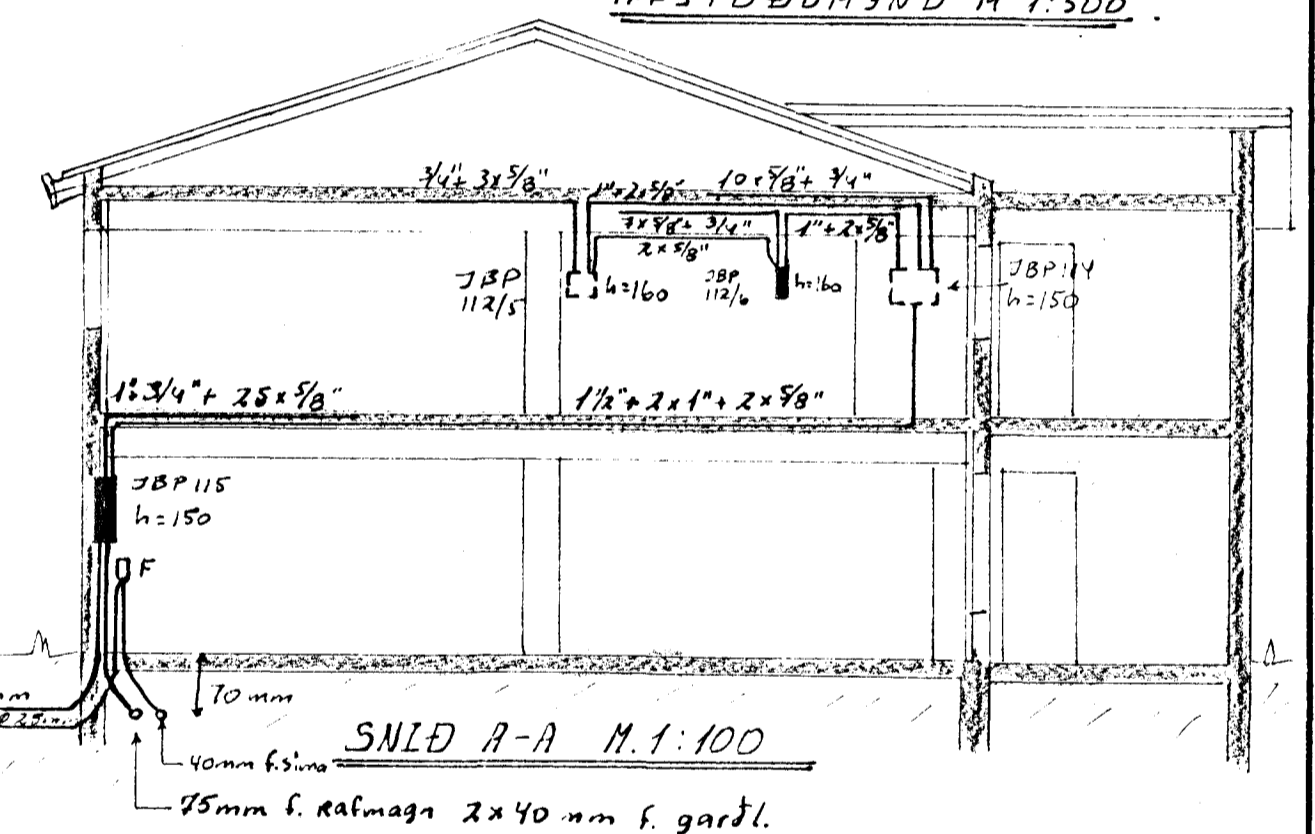 AFSTÖÐUMYND M 1:500
3/4" + 3x5/8"
1" + 2x5/8"
10x5/8" + 3/4"
7x5/8" + 3/4"
1" + 2x5/8"
2x5/8"
JBP 112/5
h=160
JBP 112/6
h=160
JBP 114
h=150
3/4" + 25x5/8"
1 1/2" + 2x1" + 2x5/8"
JBP 115
h=150
F
70 mm
SNIÐ A-A M.1:100
40mm f.síma
75mm f. Rafmagn 2x40 mm f. garðl.